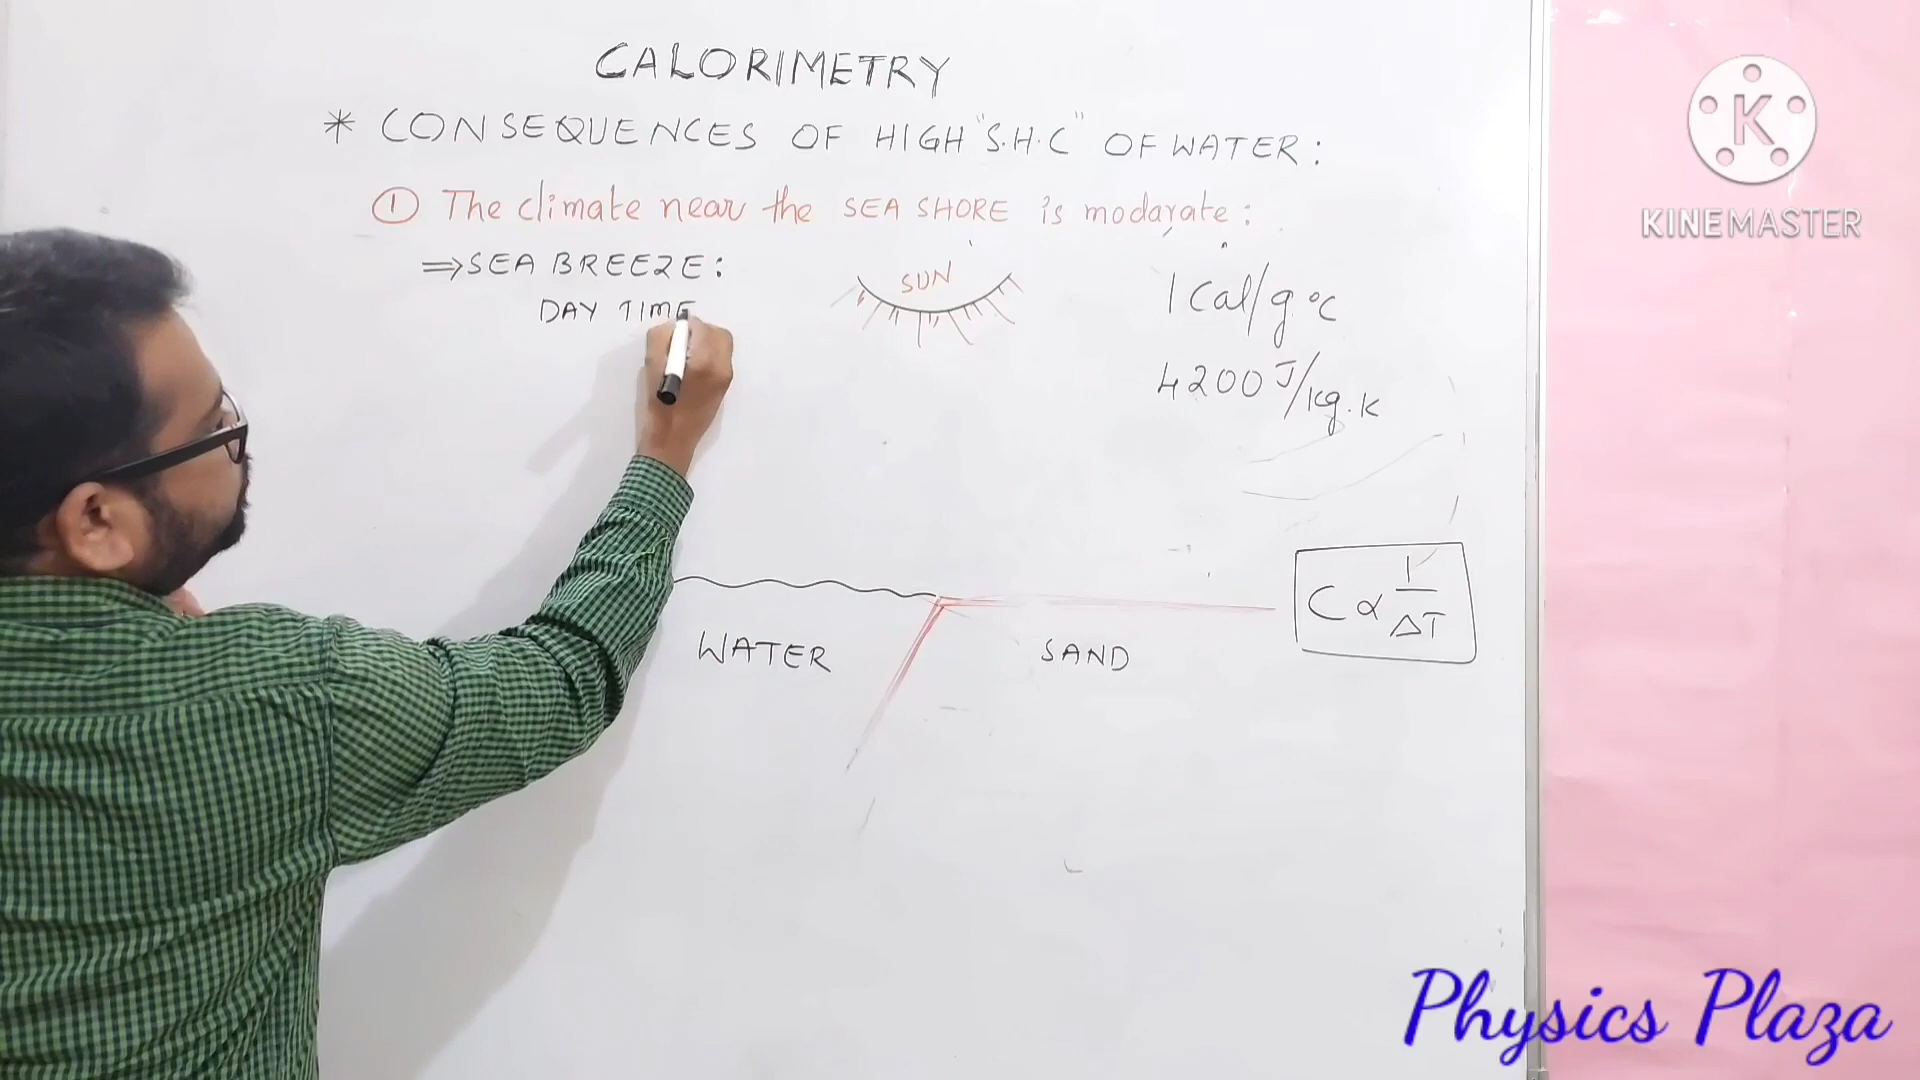 CALORIMETRY
* CONSEQUENCES OF HIGH "S.H.C" OF WATER:
① The climate near the SEA SHORE is modarate:
⇒ SEA BREEZE:
DAY TIME
SUN
1 Cal/g °C
4200 J/kg.K
C ∝ 1/ΔT
WATER
SAND
K
KINEMASTER
Physics Plaza